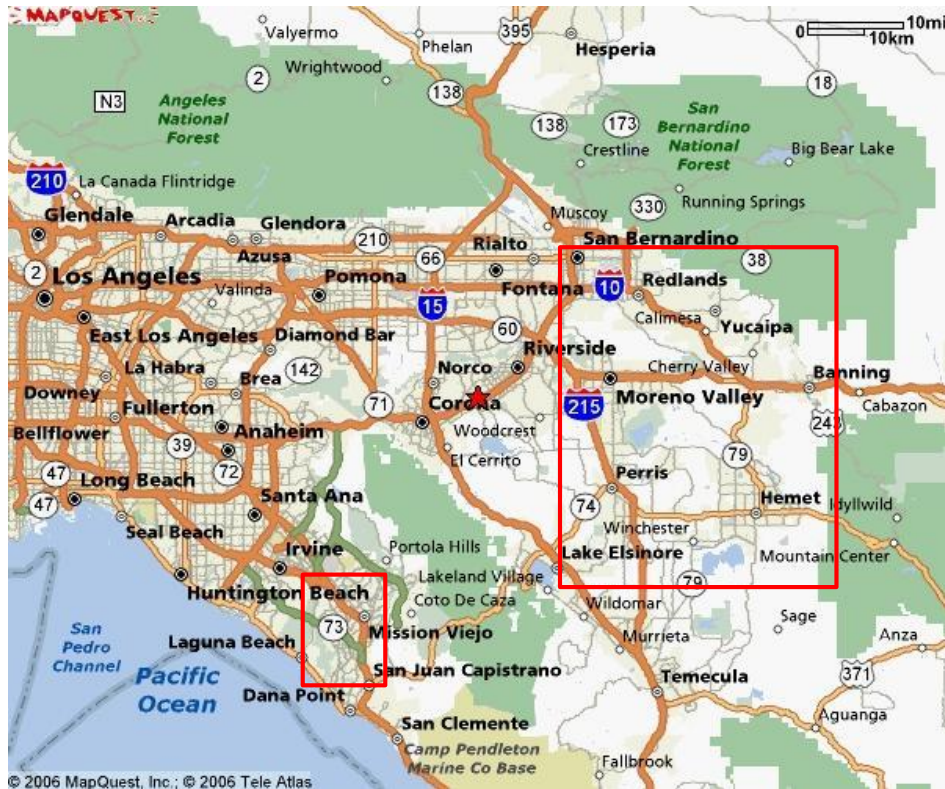 MAPQUEST
10mi
0 10km
Valyermo
Phelan
395
Hesperia
Wrightwood
2
N3
Angeles
National
Forest
138
138
173
18
San
Bernardino
National
Forest
Crestline
Big Bear Lake
210
La Canada Flintridge
Glendale
Arcadia
Glendora
Azusa
210
Muscoy
330
Running Springs
Rialto
San Bernardino
2
Los Angeles
Valinda
Pomona
66
Fontana
10
Redlands
38
15
Calimesa
Yucaipa
East Los Angeles
Diamond Bar
60
Riverside
Cherry Valley
La Habra
Brea
142
Norco
Banning
Downey
Fullerton
71
Corona
215
Moreno Valley
Cabazon
Bellflower
Anaheim
Woodcrest
243
39
El Cerrito
79
47
72
Long Beach
Perris
47
Santa Ana
74
Hemet
Idyllwild
Seal Beach
Winchester
Irvine
Portola Hills
Lake Elsinore
Mountain Center
Huntington Beach
Lakeland Village
79
Coto De Caza
Wildomar
San
Pedro
Channel
73
Mission Viejo
Sage
Laguna Beach
Murrieta
Anza
Pacific
Ocean
San Juan Capistrano
Temecula
371
Dana Point
Aguanga
San Clemente
Camp Pendleton
Marine Co Base
Fallbrook
© 2006 MapQuest, Inc.; © 2006 Tele Atlas